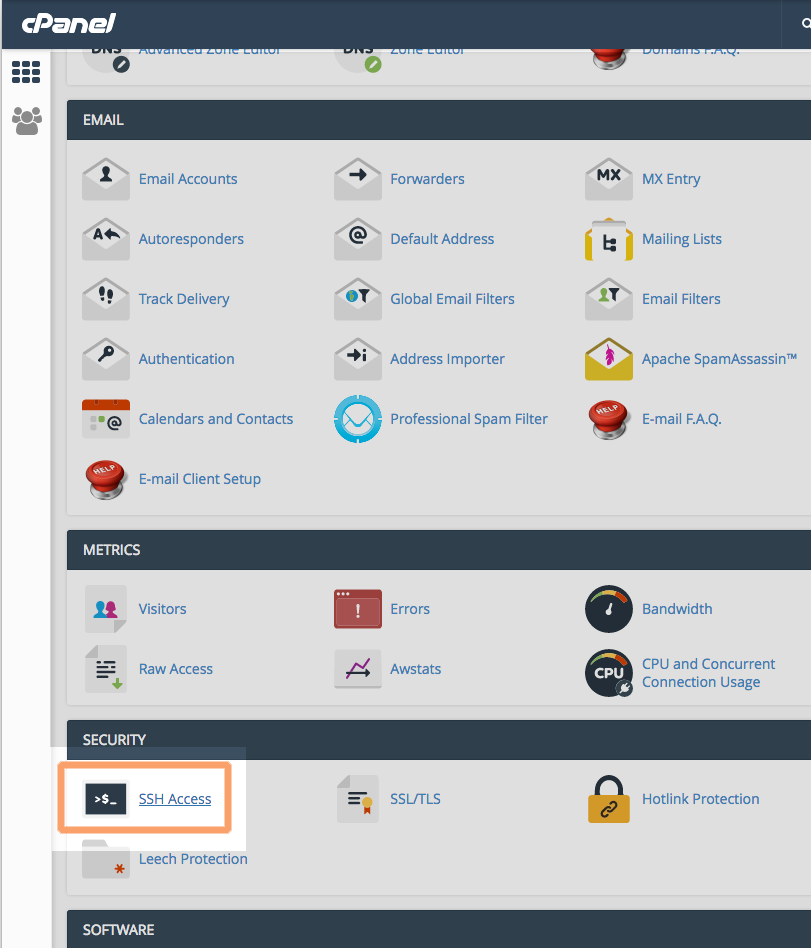 cPanel
DNS Advanced Zone Editor DNS Zone Editor Domains F.A.Q.
EMAIL
Email Accounts Forwarders MX MX Entry
A Autoresponders @ Default Address Mailing Lists
Track Delivery Global Email Filters Email Filters
Authentication i Address Importer Apache SpamAssassin™
@ Calendars and Contacts Professional Spam Filter HELP E-mail F.A.Q.
HELP E-mail Client Setup
METRICS
Visitors ! Errors Bandwidth
Raw Access Awstats CPU CPU and Concurrent
Connection Usage
SECURITY
>$_ SSH Access SSL/TLS Hotlink Protection
* Leech Protection
SOFTWARE